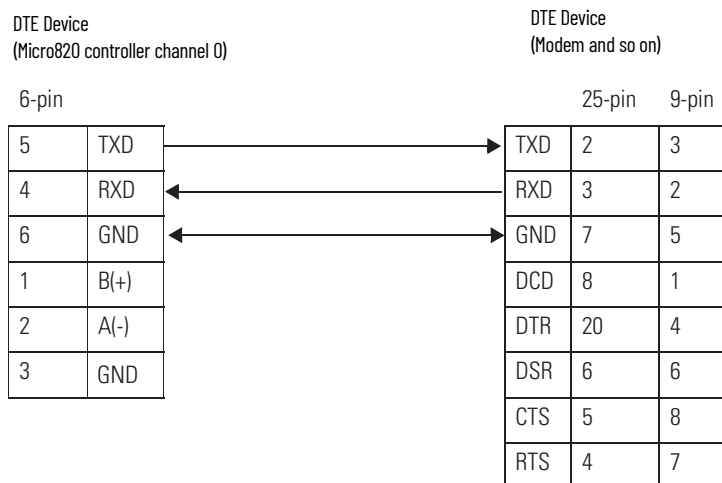 DTE Device
(Micro820 controller channel 0)
DTE Device
(Modem and so on)
6-pin
25-pin 9-pin
5 TXD TXD 2 3
4 RXD RXD 3 2
6 GND GND 7 5
1 B(+) DCD 8 1
2 A(-) DTR 20 4
3 GND DSR 6 6
CTS 5 8
RTS 4 7